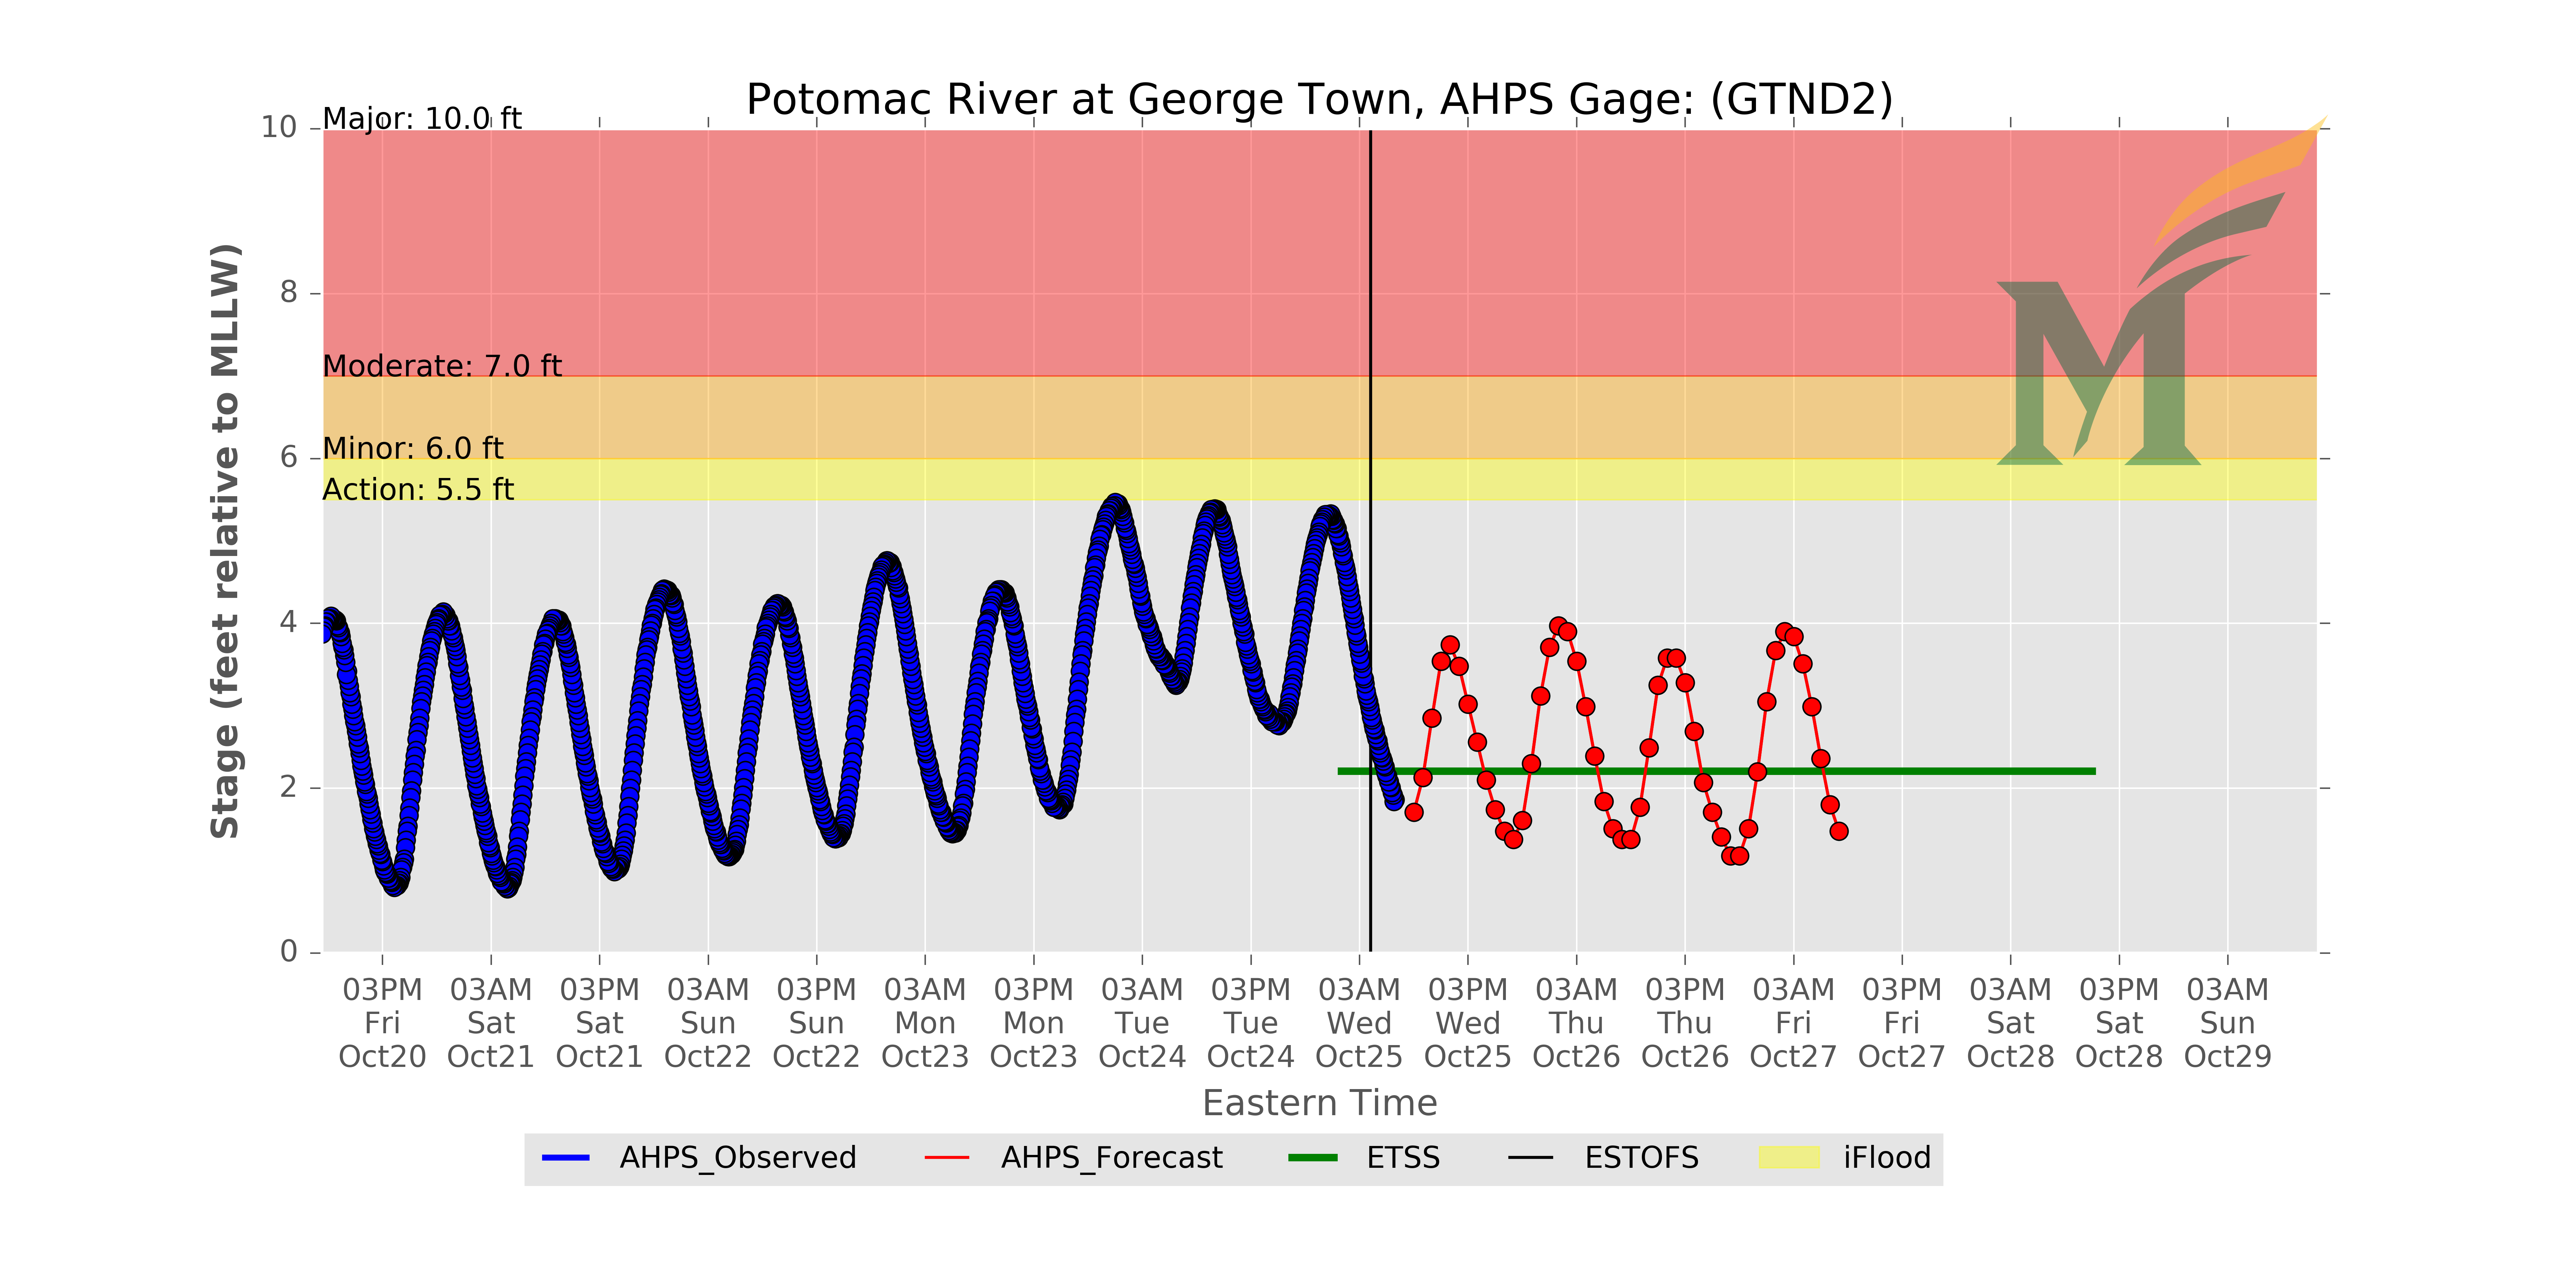 Potomac River at George Town, AHPS Gage: (GTND2)
Major: 10.0 ft
Moderate: 7.0 ft
Minor: 6.0 ft
Action: 5.5 ft
Stage (feet relative to MLLW)
10
8
6
4
2
0
03PM 03AM 03PM 03AM 03PM 03AM 03PM 03AM 03PM 03AM 03PM 03AM 03PM 03AM 03PM 03AM 03PM 03AM
Fri Sat Sat Sun Sun Mon Mon Tue Tue Wed Wed Thu Thu Fri Fri Sat Sat Sun
Oct20 Oct21 Oct21 Oct22 Oct22 Oct23 Oct23 Oct24 Oct24 Oct25 Oct25 Oct26 Oct26 Oct27 Oct27 Oct28 Oct28 Oct29
Eastern Time
AHPS_Observed AHPS_Forecast ETSS ESTOFS iFlood
M